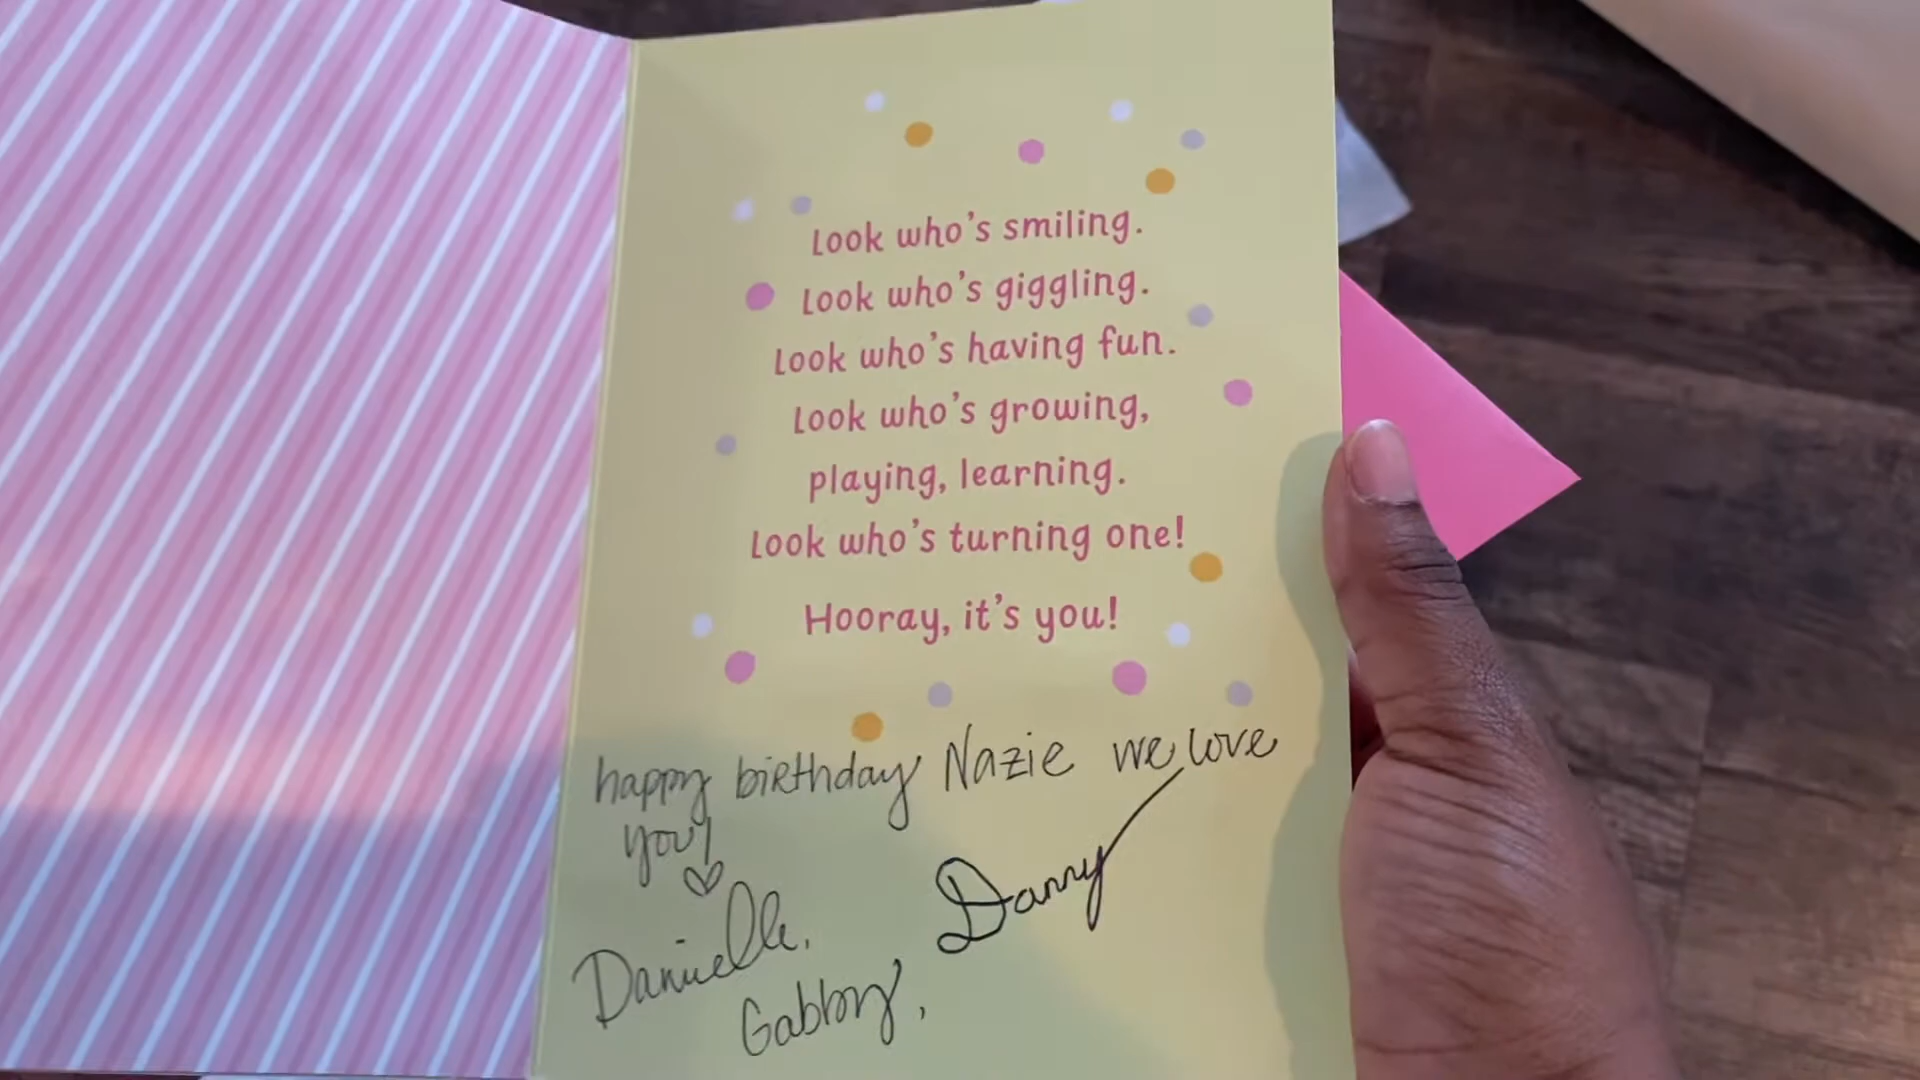 Look who's smiling.
Look who's giggling.
Look who's having fun.
Look who's growing,
playing, learning.
Look who's turning one!
Hooray, it's you!
happy birthday Nazie we love
you!
Danielle,
Danny
Gabby,